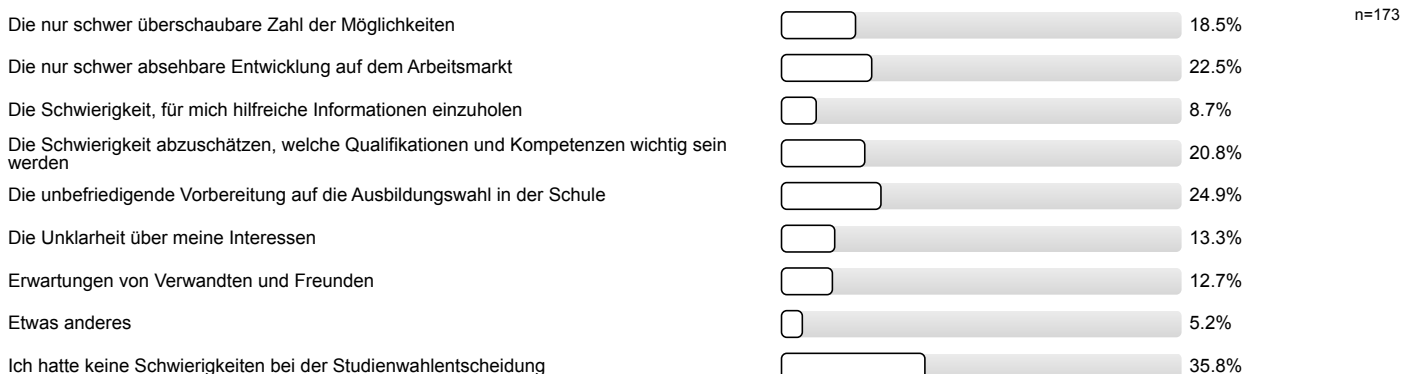 Die nur schwer überschaubare Zahl der Möglichkeiten 18.5% n=173
Die nur schwer absehbare Entwicklung auf dem Arbeitsmarkt 22.5%
Die Schwierigkeit, für mich hilfreiche Informationen einzuholen 8.7%
Die Schwierigkeit abzuschätzen, welche Qualifikationen und Kompetenzen wichtig sein
werden 20.8%
Die unbefriedigende Vorbereitung auf die Ausbildungswahl in der Schule 24.9%
Die Unklarheit über meine Interessen 13.3%
Erwartungen von Verwandten und Freunden 12.7%
Etwas anderes 5.2%
Ich hatte keine Schwierigkeiten bei der Studienwahlentscheidung 35.8%